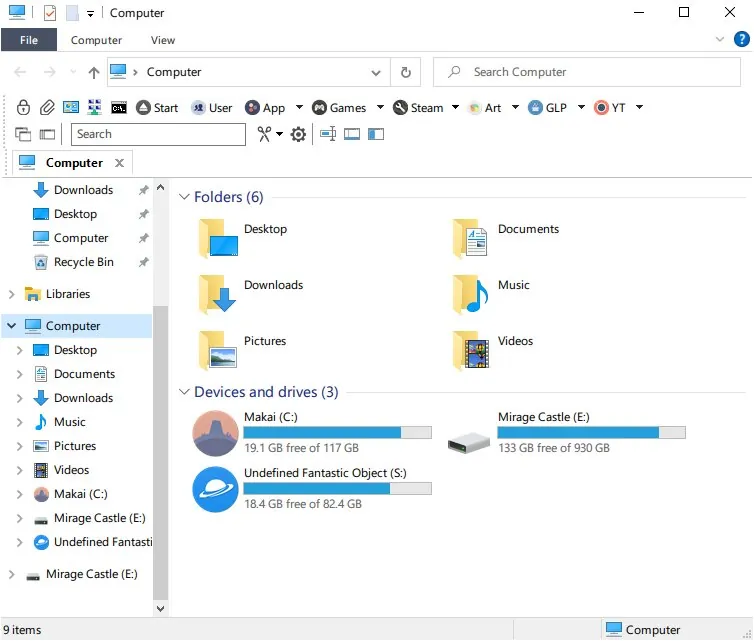 Computer
File Computer View
Computer
Search Computer
C:\. Start User App Games Steam Art GLP YT
Search
Computer
Downloads
Desktop
Computer
Recycle Bin
Libraries
Computer
Desktop
Documents
Downloads
Music
Pictures
Videos
Makai (C:)
Mirage Castle (E:)
Undefined Fantasti
Mirage Castle (E:)
Folders (6)
Desktop
Documents
Downloads
Music
Pictures
Videos
Devices and drives (3)
Makai (C:)
19.1 GB free of 117 GB
Mirage Castle (E:)
133 GB free of 930 GB
Undefined Fantastic Object (S:)
18.4 GB free of 82.4 GB
9 items
Computer